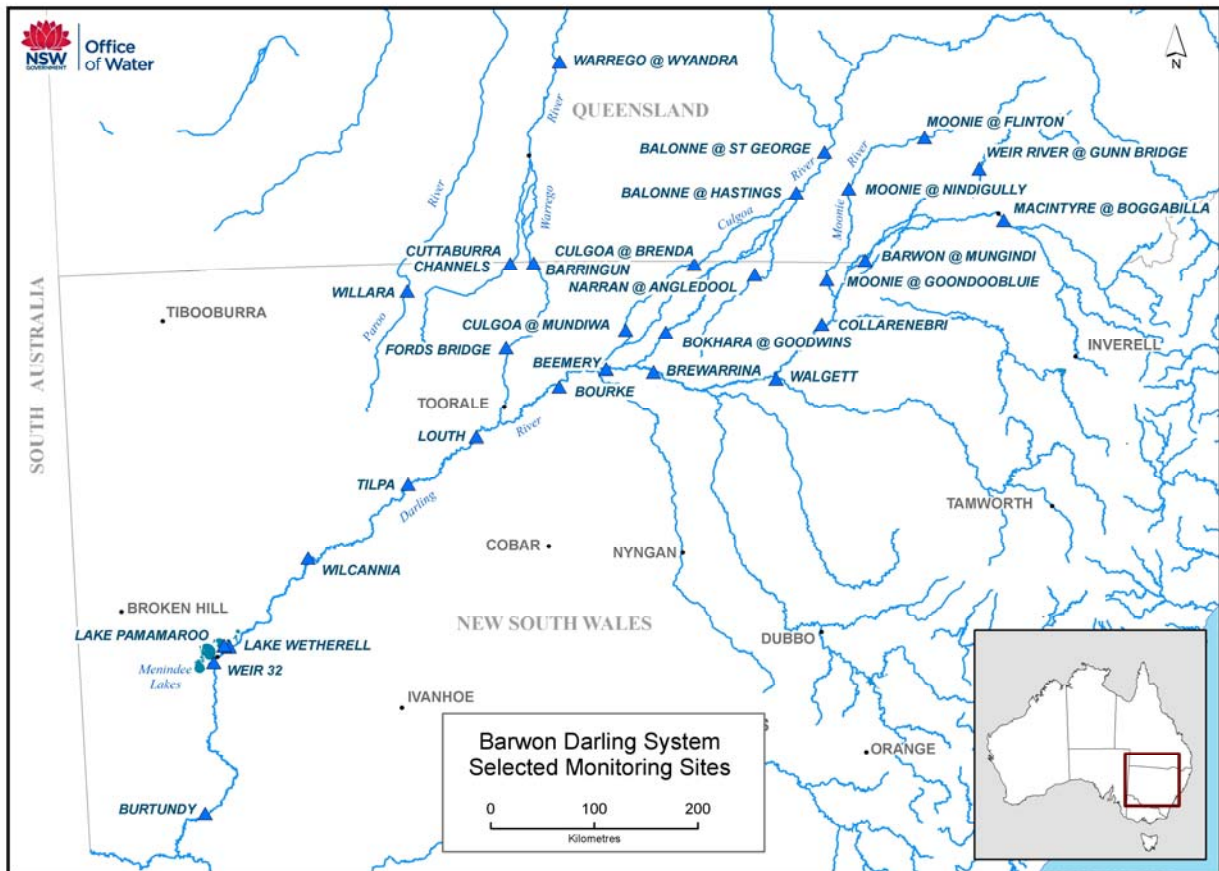 NSW
GOVERNMENT
Office
of Water
N
WARREGO @ WYANDRA
River
QUEENSLAND
MOONIE @ FLINTON
BALONNE @ ST GEORGE
River
WEIR RIVER @ GUNN BRIDGE
River
River
BALONNE @ HASTINGS
MOONIE @ NINDIGULLY
Warrego
Culgoa
Moonie
MACINTYRE @ BOGGABILLA
CUTTABURRA
CHANNELS
CULGOA @ BRENDA
BARWON @ MUNGINDI
BARRINGUN
WILLARA
NARRAN @ ANGLEDOOL
MOONIE @ GOONDOOBLUIE
TIBOOBURRA
Paroo
CULGOA @ MUNDIWA
COLLARENEBRI
FORDS BRIDGE
BOKHARA @ GOODWINS
INVERELL
BEEMERY
BREWARRINA
WALGETT
SOUTH AUSTRALIA
BOURKE
TOORALE
River
LOUTH
TILPA
Darling
TAMWORTH
COBAR
NYNGAN
WILCANNIA
BROKEN HILL
NEW SOUTH WALES
LAKE PAMAMAROO
LAKE WETHERELL
DUBBO
Menindee
Lakes
WEIR 32
IVANHOE
Barwon Darling System
Selected Monitoring Sites
0 100 200
Kilometres
ORANGE
BURTUNDY